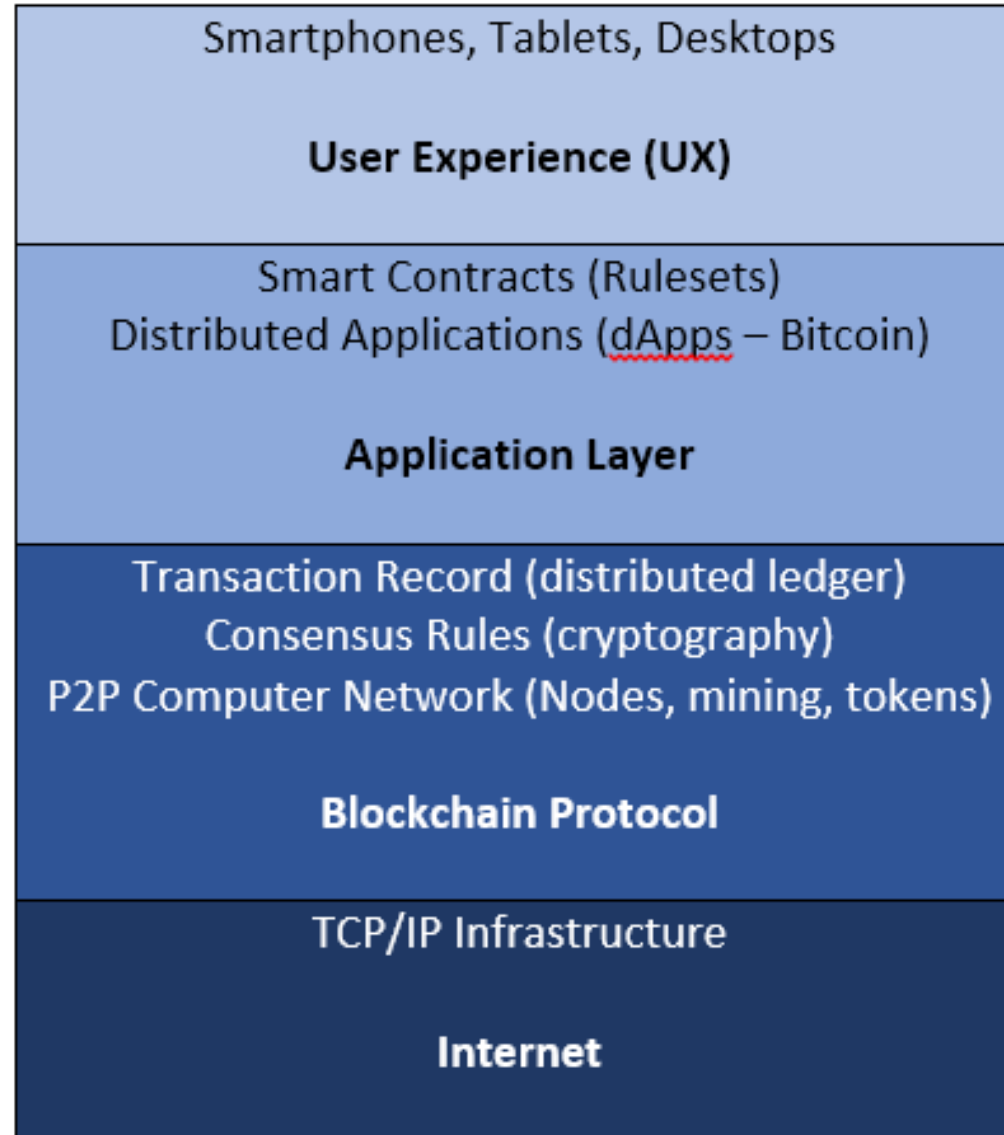 Smartphones, Tablets, Desktops
User Experience (UX)
Smart Contracts (Rulesets)
Distributed Applications (dApps – Bitcoin)
Application Layer
Transaction Record (distributed ledger)
Consensus Rules (cryptography)
P2P Computer Network (Nodes, mining, tokens)
Blockchain Protocol
TCP/IP Infrastructure
Internet